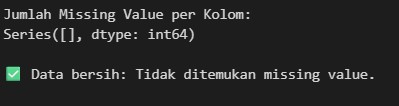 Jumlah Missing Value per Kolom:
Series([], dtype: int64)
✅ Data bersih: Tidak ditemukan missing value.